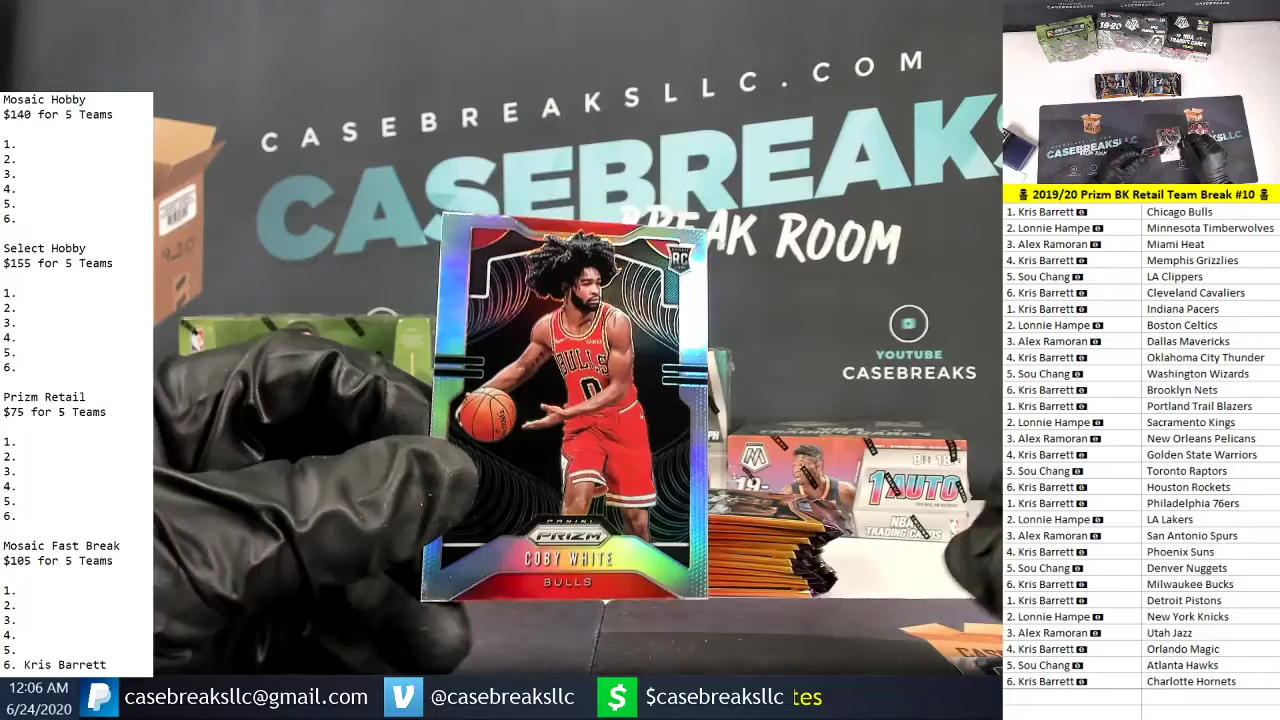 Mosaic Hobby
$140 for 5 Teams
1.
2.
3.
4.
5.
6.
Select Hobby
$155 for 5 Teams
1.
2.
3.
4.
5.
6.
Prizm Retail
$75 for 5 Teams
1.
2.
3.
4.
5.
6.
Mosaic Fast Break
$105 for 5 Teams
1.
2.
3.
4.
5.
6. Kris Barrett
CASEBREAKSLLC.COM
CASEBREAKS
BREAK ROOM
YOUTUBE
CASEBREAKS
RC
BULLS
0
PANINI
PRIZM
COBY WHITE
BULLS
19-
1 AUTO
NBA
TRADING CARDS
CASEBREAKSLLC
2019/20 Prizm BK Retail Team Break #10
1. Kris Barrett Chicago Bulls
2. Lonnie Hampe Minnesota Timberwolves
3. Alex Ramoran Miami Heat
4. Kris Barrett Memphis Grizzlies
5. Sou Chang LA Clippers
6. Kris Barrett Cleveland Cavaliers
1. Kris Barrett Indiana Pacers
2. Lonnie Hampe Boston Celtics
3. Alex Ramoran Dallas Mavericks
4. Kris Barrett Oklahoma City Thunder
5. Sou Chang Washington Wizards
6. Kris Barrett Brooklyn Nets
1. Kris Barrett Portland Trail Blazers
2. Lonnie Hampe Sacramento Kings
3. Alex Ramoran New Orleans Pelicans
4. Kris Barrett Golden State Warriors
5. Sou Chang Toronto Raptors
6. Kris Barrett Houston Rockets
1. Kris Barrett Philadelphia 76ers
2. Lonnie Hampe LA Lakers
3. Alex Ramoran San Antonio Spurs
4. Kris Barrett Phoenix Suns
5. Sou Chang Denver Nuggets
6. Kris Barrett Milwaukee Bucks
1. Kris Barrett Detroit Pistons
2. Lonnie Hampe New York Knicks
3. Alex Ramoran Utah Jazz
4. Kris Barrett Orlando Magic
5. Sou Chang Atlanta Hawks
6. Kris Barrett Charlotte Hornets
12:06 AM
6/24/2020
casebreaksllc@gmail.com
@casebreaksllc
$casebreaksllc
tes